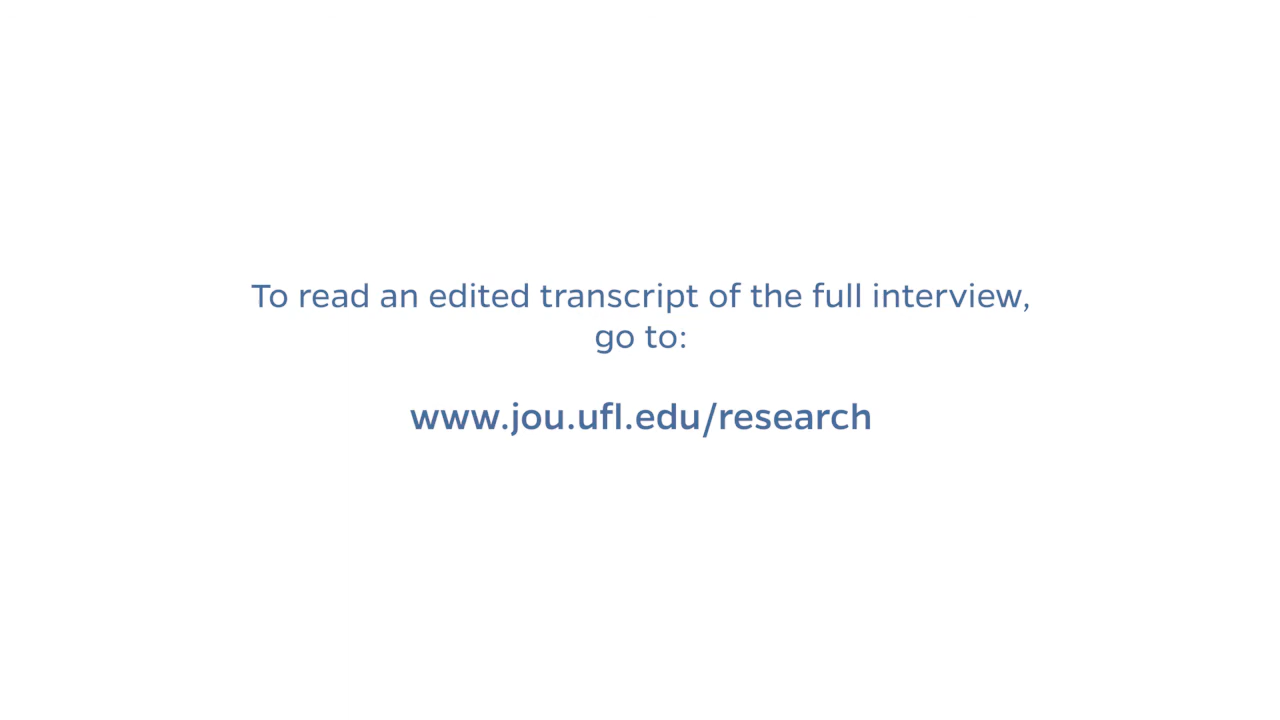 To read an edited transcript of the full interview,
go to:
www.jou.ufl.edu/research